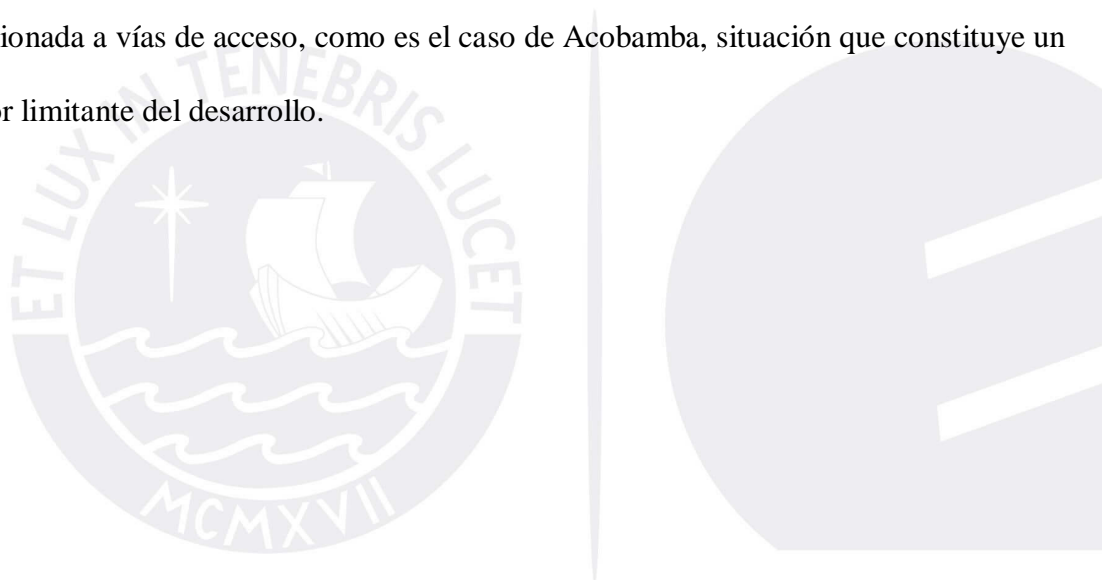 ionada a vías de acceso, como es el caso de Acobamba, situación que constituye un
r limitante del desarrollo.
ET LUX IN TENEBRIS LUCET
MCMXVII